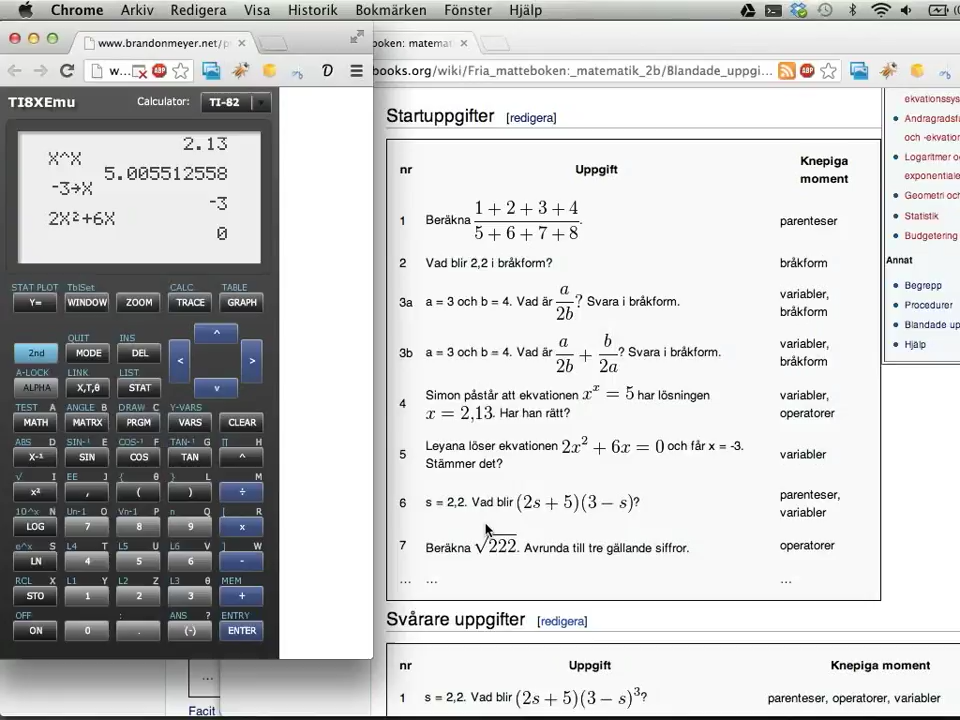 Chrome Arkiv Redigera Visa Historik Bokmärken Fönster Hjälp
www.brandonmeyer.net/
boken: matema
w...
books.org/wiki/Fria_matteboken:_matematik_2b/Blandade_uppgi...
TI8XEmu Calculator: TI-82
2.13
X^X
5.005512558
-3→X
-3
2X²+6X
0
STAT PLOT TblSet CALC
Y= WINDOW ZOOM TRACE GRAPH
QUIT INS
2nd MODE DEL ^ < > v
A-LOCK LINK LIST
ALPHA X,T,θ STAT
TEST A ANGLE B DRAW C Y-VARS
MATH MATRX PRGM VARS CLEAR
ABS D SIN-¹ E COS-¹ F TAN-¹ G H
X-¹ SIN COS TAN ^
√ I EE J { K } L M
x² , ( ) ÷
10^x N Un-1 O Vn-1 P n Q [ R
LOG 7 8 9 x
e^x S L4 T L5 U L6 V ] W
LN 4 5 6 -
RCL X L1 Y L2 Z L3 θ MEM
STO 1 2 3 +
OFF : ANS ? ENTRY
ON 0 . (-) ENTER
Startuppgifter [redigera]
nr Uppgift Knepiga moment
1 Beräkna (1 + 2 + 3 + 4)/(5 + 6 + 7 + 8). parenteser
2 Vad blir 2,2 i bråkform? bråkform
3a a = 3 och b = 4. Vad är a/2b? Svara i bråkform. variabler, bråkform
3b a = 3 och b = 4. Vad är a/2b + b/2a? Svara i bråkform. variabler, bråkform
4 Simon påstår att ekvationen x^x = 5 har lösningen
x = 2,13. Har han rätt? variabler, operatorer
5 Leyana löser ekvationen 2x² + 6x = 0 och får x = -3.
Stämmer det? variabler
6 s = 2,2. Vad blir (2s + 5)(3 − s)? parenteser, variabler
7 Beräkna √222. Avrunda till tre gällande siffror. operatorer
... ... ...
Svårare uppgifter [redigera]
nr Uppgift Knepiga moment
1 s = 2,2. Vad blir (2s + 5)(3 − s)³? parenteser, operatorer, variabler
ekvationssys
Andragradsfu
och -ekvation
Logaritmer oc
exponentiale
Geometri och
Statistik
Budgetering
Annat
Begrepp
Procedurer
Blandade up
Hjälp
...
Facit